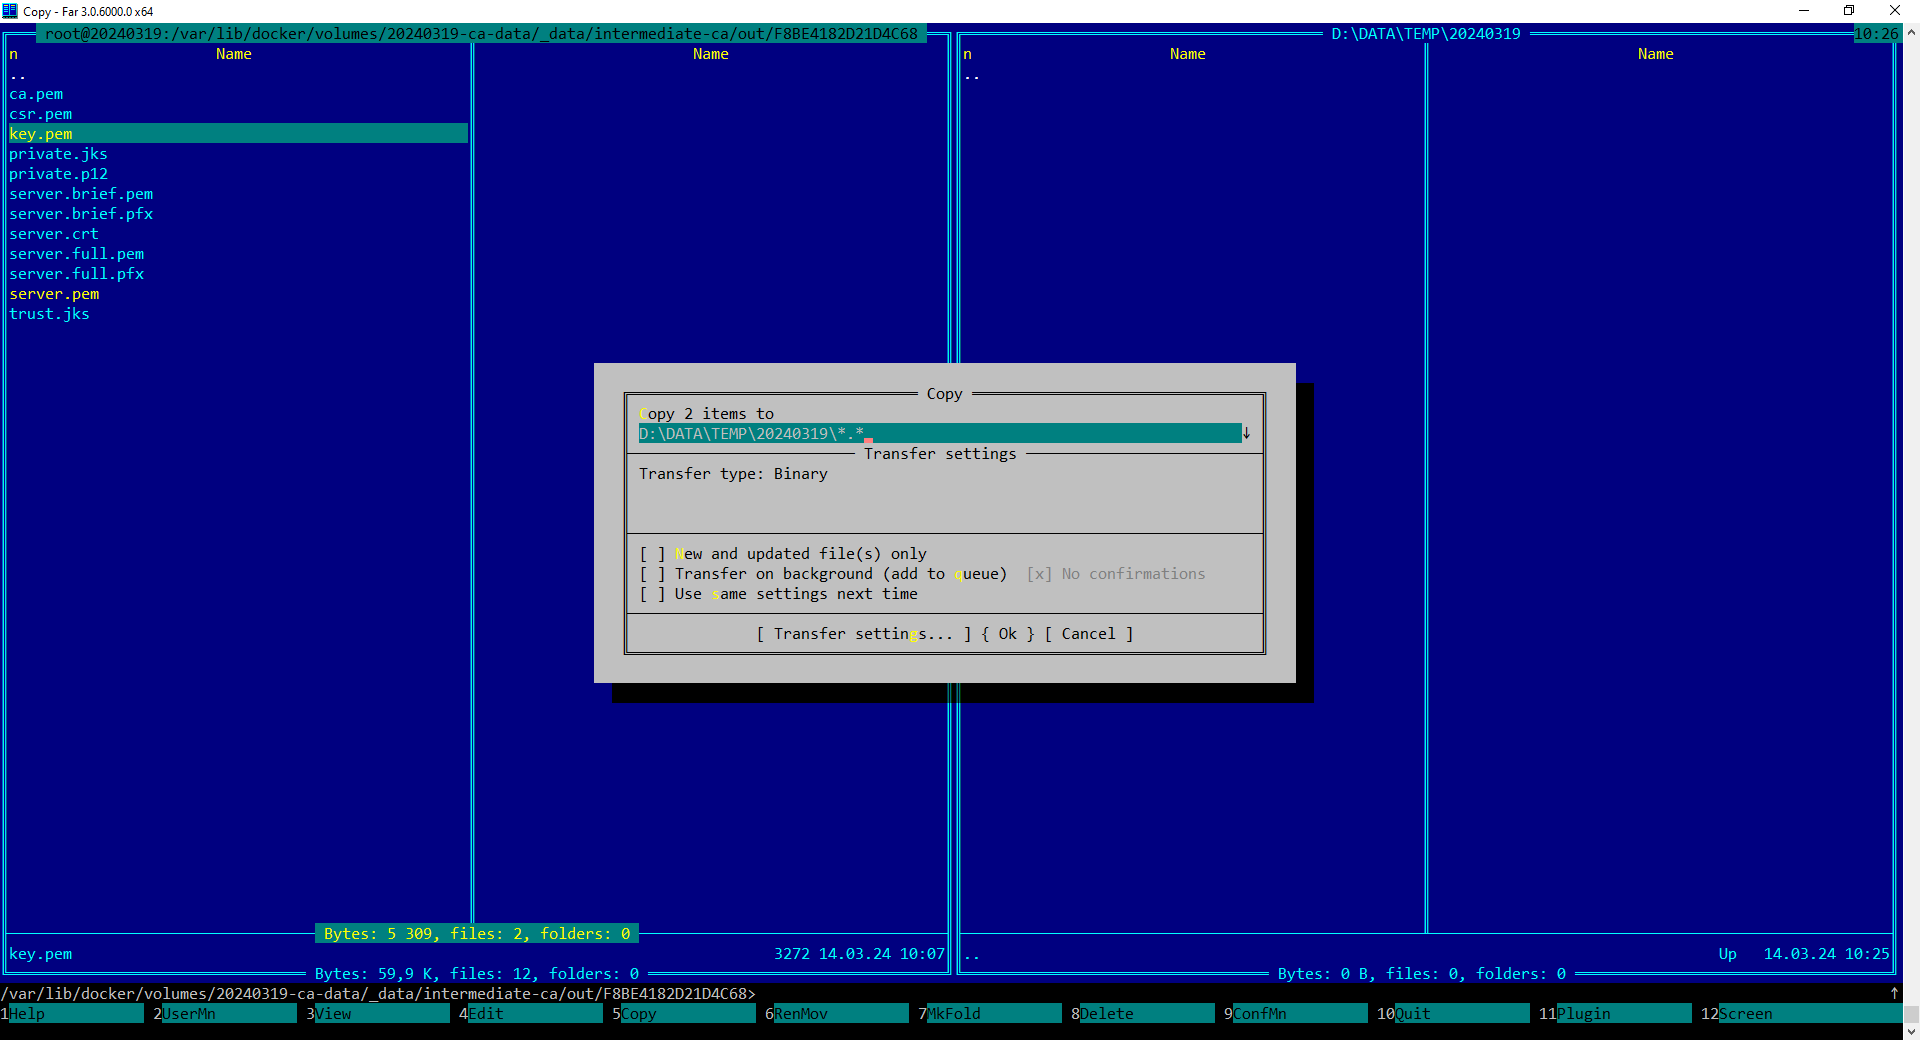 Copy - Far 3.0.6000.0 x64
root@20240319:/var/lib/docker/volumes/20240319-ca-data/_data/intermediate-ca/out/F8BE4182D21D4C68
D:\DATA\TEMP\20240319
10:26
n Name Name
n Name Name
..
..
ca.pem
csr.pem
key.pem
private.jks
private.p12
server.brief.pem
server.brief.pfx
server.crt
server.full.pem
server.full.pfx
server.pem
trust.jks
Copy
Copy 2 items to
D:\DATA\TEMP\20240319\*.*
Transfer settings
Transfer type: Binary
[ ] New and updated file(s) only
[ ] Transfer on background (add to queue) [x] No confirmations
[ ] Use same settings next time
[ Transfer settings... ] { Ok } [ Cancel ]
Bytes: 5 309, files: 2, folders: 0
key.pem 3272 14.03.24 10:07
.. Up 14.03.24 10:25
Bytes: 59,9 K, files: 12, folders: 0
Bytes: 0 B, files: 0, folders: 0
/var/lib/docker/volumes/20240319-ca-data/_data/intermediate-ca/out/F8BE4182D21D4C68>
1Help 2UserMn 3View 4Edit 5Copy 6RenMov 7MkFold 8Delete 9ConfMn 10Quit 11Plugin 12Screen